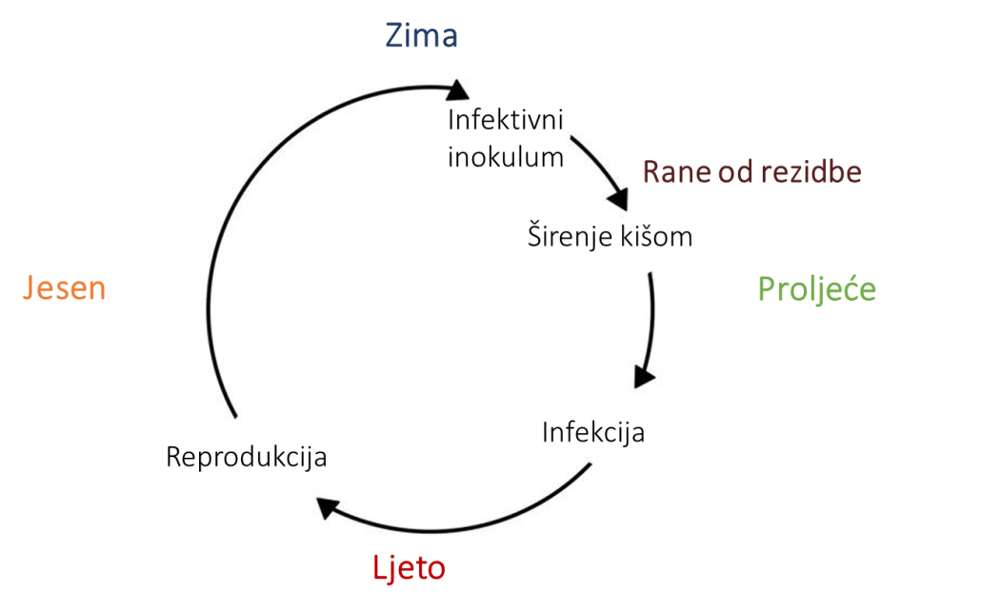 Zima
Infektivni
inokulum
Rane od rezidbe
Širenje kišom
Jesen
Proljeće
Infekcija
Reprodukcija
Ljeto